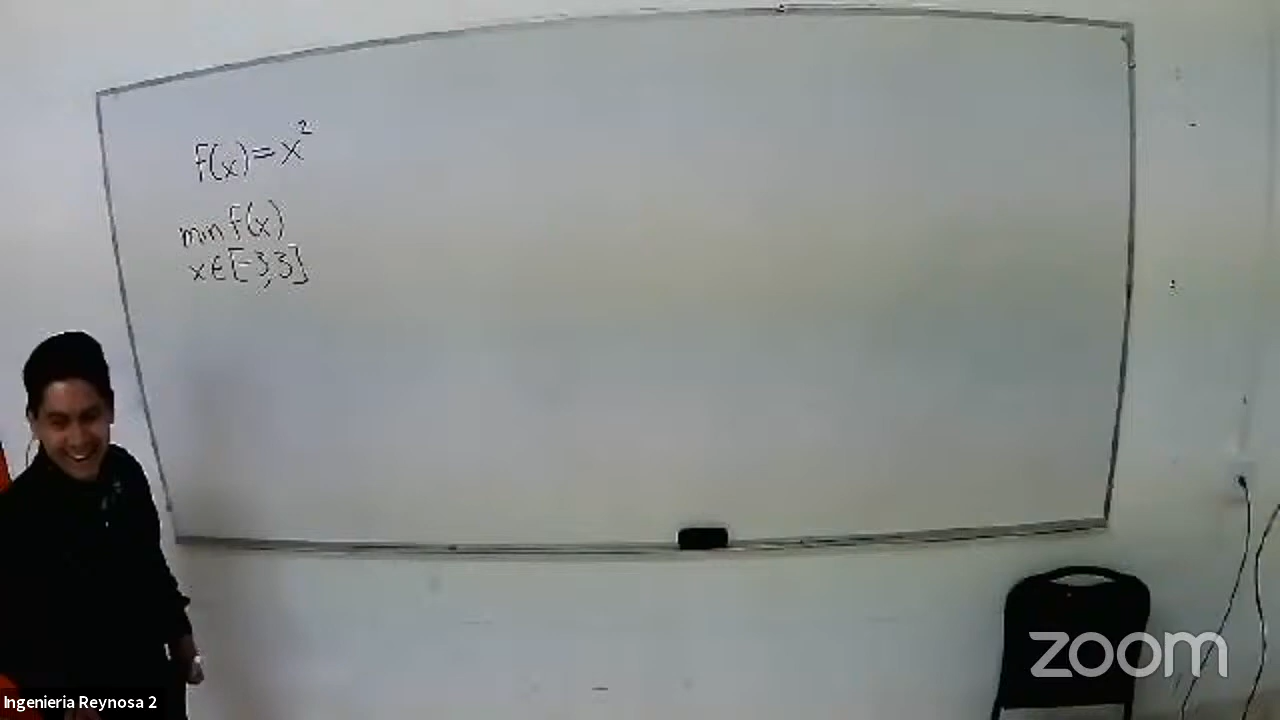 f(x)=x²
min f(x)
x∈[-3,3]
zoom
Ingenieria Reynosa 2